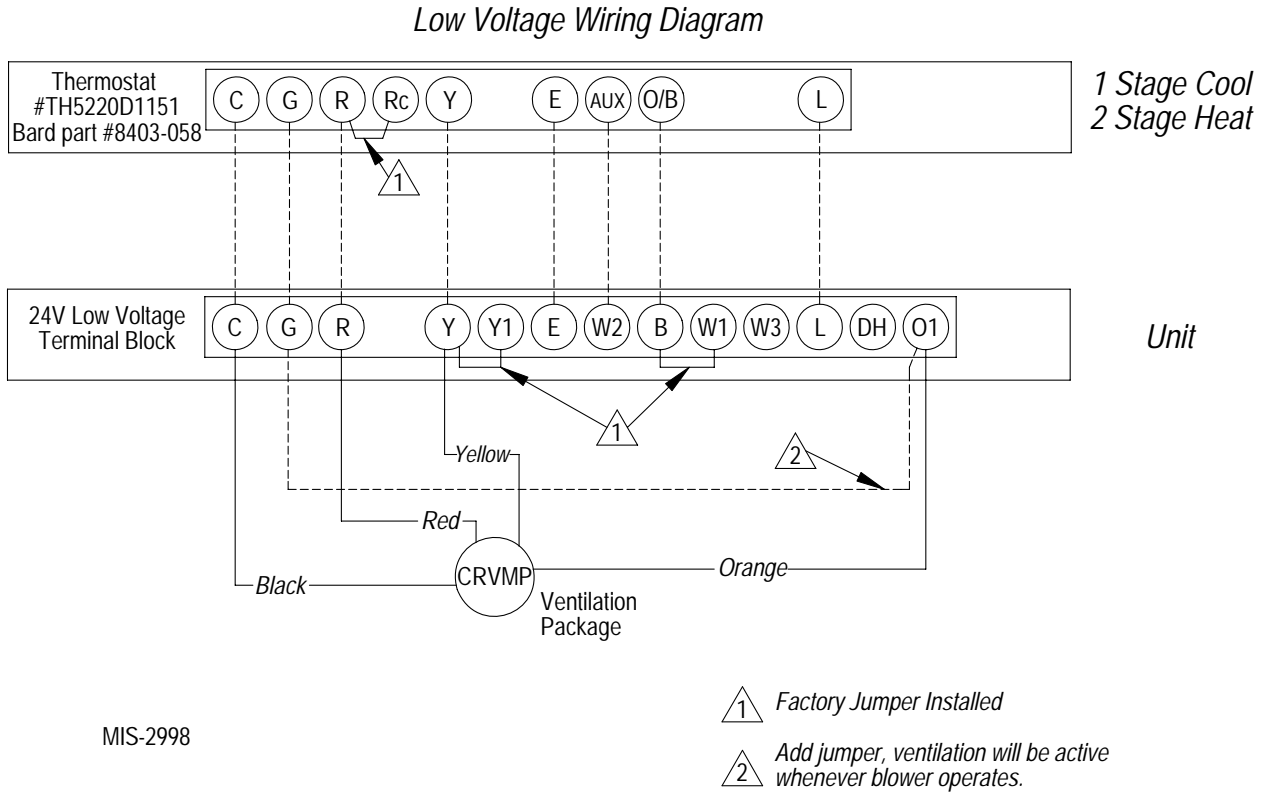 Low Voltage Wiring Diagram
Thermostat
#TH5220D1151
Bard part #8403-058
C G R Rc Y E AUX O/B L
1 Stage Cool
2 Stage Heat
1
24V Low Voltage
Terminal Block
C G R Y Y1 E W2 B W1 W3 L DH O1
Unit
1
2
Yellow
Red
Black
CRVMP
Orange
Ventilation
Package
1 Factory Jumper Installed
MIS-2998
2 Add jumper, ventilation will be active
whenever blower operates.